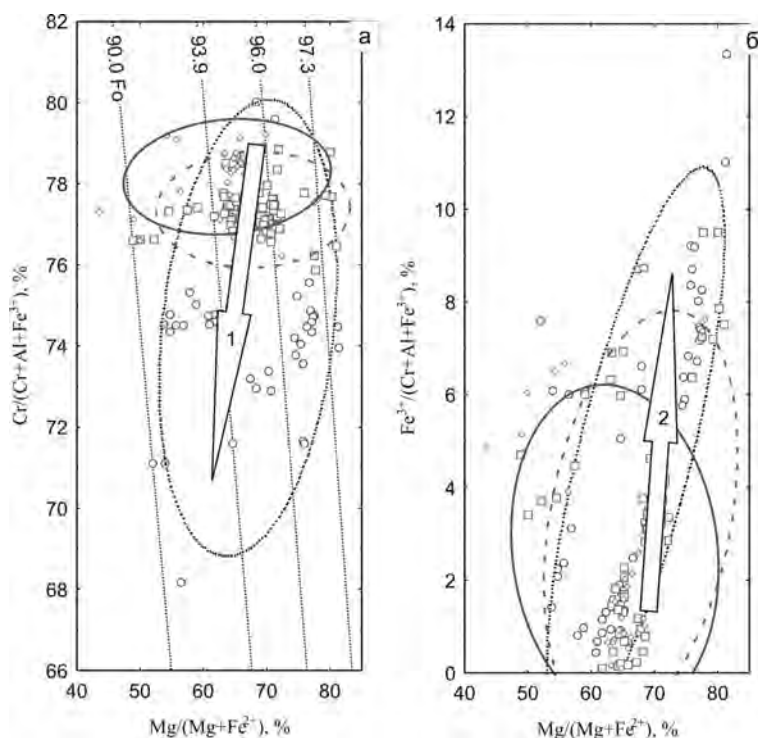 82
80
78
76
74
72
70
68
66
Cr/(Cr+Al+Fe³⁺), %
90.0 Fo
93.9
96.0
97.3
а
1
40 50 60 70 80
Mg/(Mg+Fe²⁺), %
14
12
10
8
6
4
2
0
Fe³⁺/(Cr+Al+Fe³⁺), %
б
2
40 50 60 70 80
Mg/(Mg+Fe²⁺), %